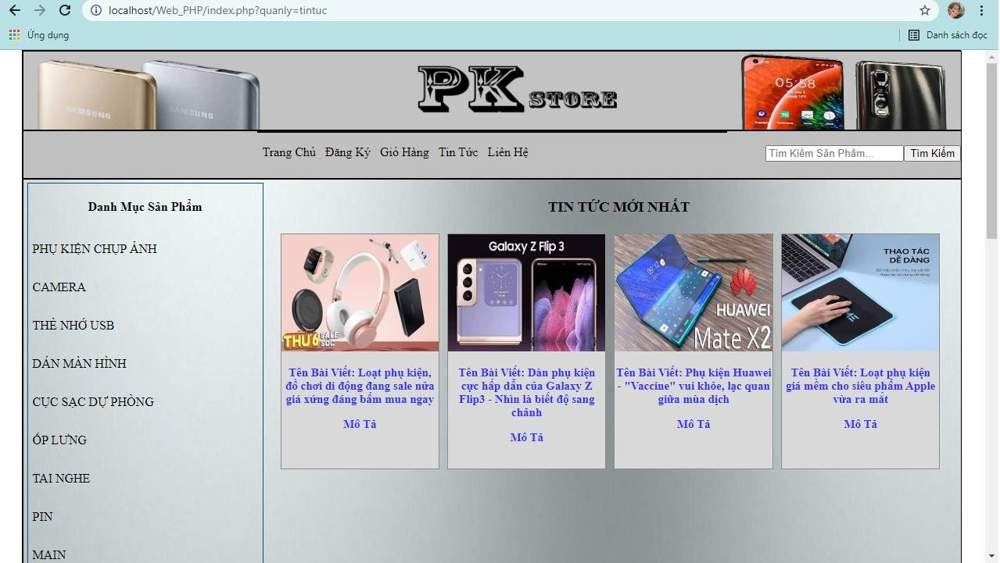 localhost/Web_PHP/index.php?quanly=tintuc
Ứng dụng
Danh sách đọc
SAMSUNG
SAMSUNG
PK STORE
05:58
Trang Chủ Đăng Ký Giỏ Hàng Tin Tức Liên Hệ
Tìm Kiếm Sản Phẩm...
Tìm Kiếm
Danh Mục Sản Phẩm
PHỤ KIỆN CHỤP ẢNH
CAMERA
THẺ NHỚ USB
DÁN MÀN HÌNH
CỤC SẠC DỰ PHÒNG
ỐP LƯNG
TAI NGHE
PIN
MAIN
TIN TỨC MỚI NHẤT
THỨ 6 SALE SỐC
Tên Bài Viết: Loạt phụ kiện,
đồ chơi di động đang sale nửa
giá xứng đáng bấm mua ngay
Mô Tả
Galaxy Z Flip 3
Tên Bài Viết: Dàn phụ kiện
cực hấp dẫn của Galaxy Z
Flip3 - Nhìn là biết độ sang
chảnh
Mô Tả
09:12
HUAWEI
Mate X2
Tên Bài Viết: Phụ kiện Huawei
- "Vaccine" vui khỏe, lạc quan
giữa mùa dịch
Mô Tả
THAO TÁC
DỄ DÀNG
Tên Bài Viết: Loạt phụ kiện
giá mềm cho siêu phẩm Apple
vừa ra mắt
Mô Tả